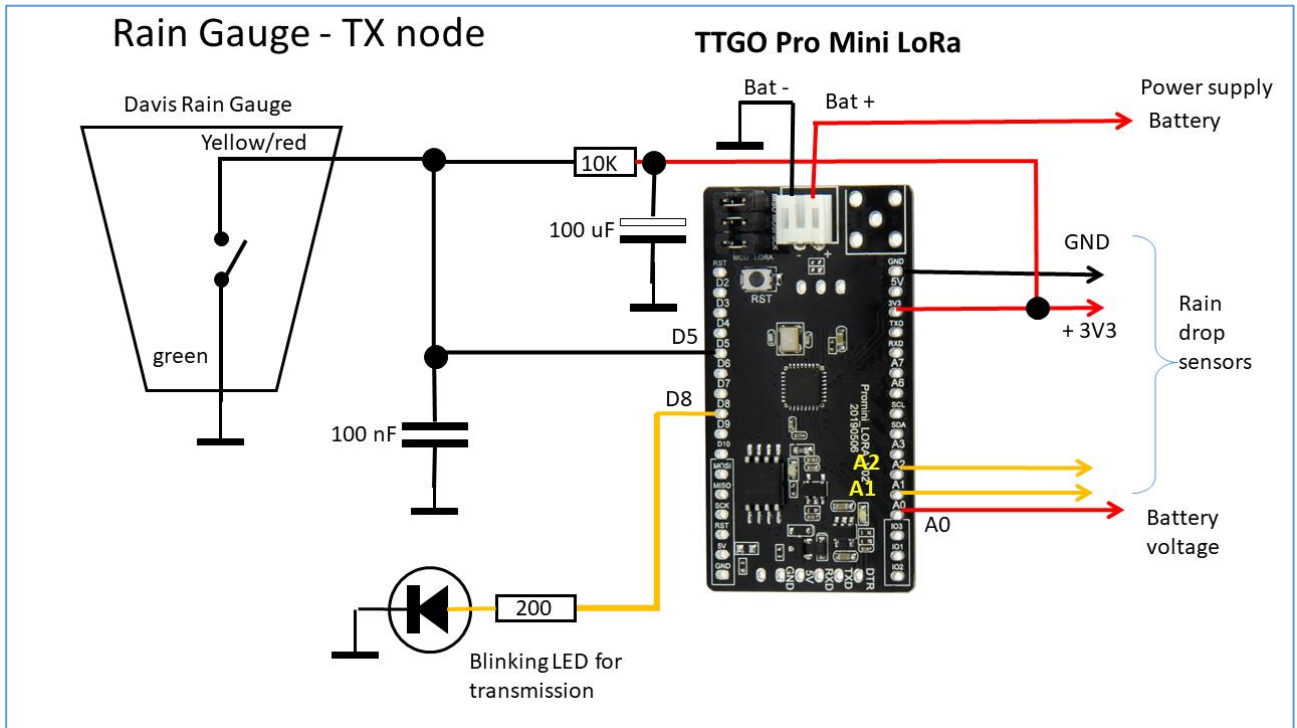 Rain Gauge - TX node
TTGO Pro Mini LoRa
Davis Rain Gauge
Yellow/red
green
10K
100 uF
100 nF
Bat -
Bat +
Power supply
Battery
GND
+ 3V3
Rain
drop
sensors
D5
D8
A2
A1
A0
Battery
voltage
200
Blinking LED for
transmission
MCU LORA
RST
- +
RST
D2
D3
D4
D5
D6
D7
D8
D9
D10
MOSI
MISO
SCK
RST
5V
GND
GND
5V
3V3
TXD
RXD
A7
A6
SCL
SDA
A3
A2
A1
A0
IO3
IO1
IO2
Promini_LORA
20190506
GND
5V
RXD
TXD
DTR